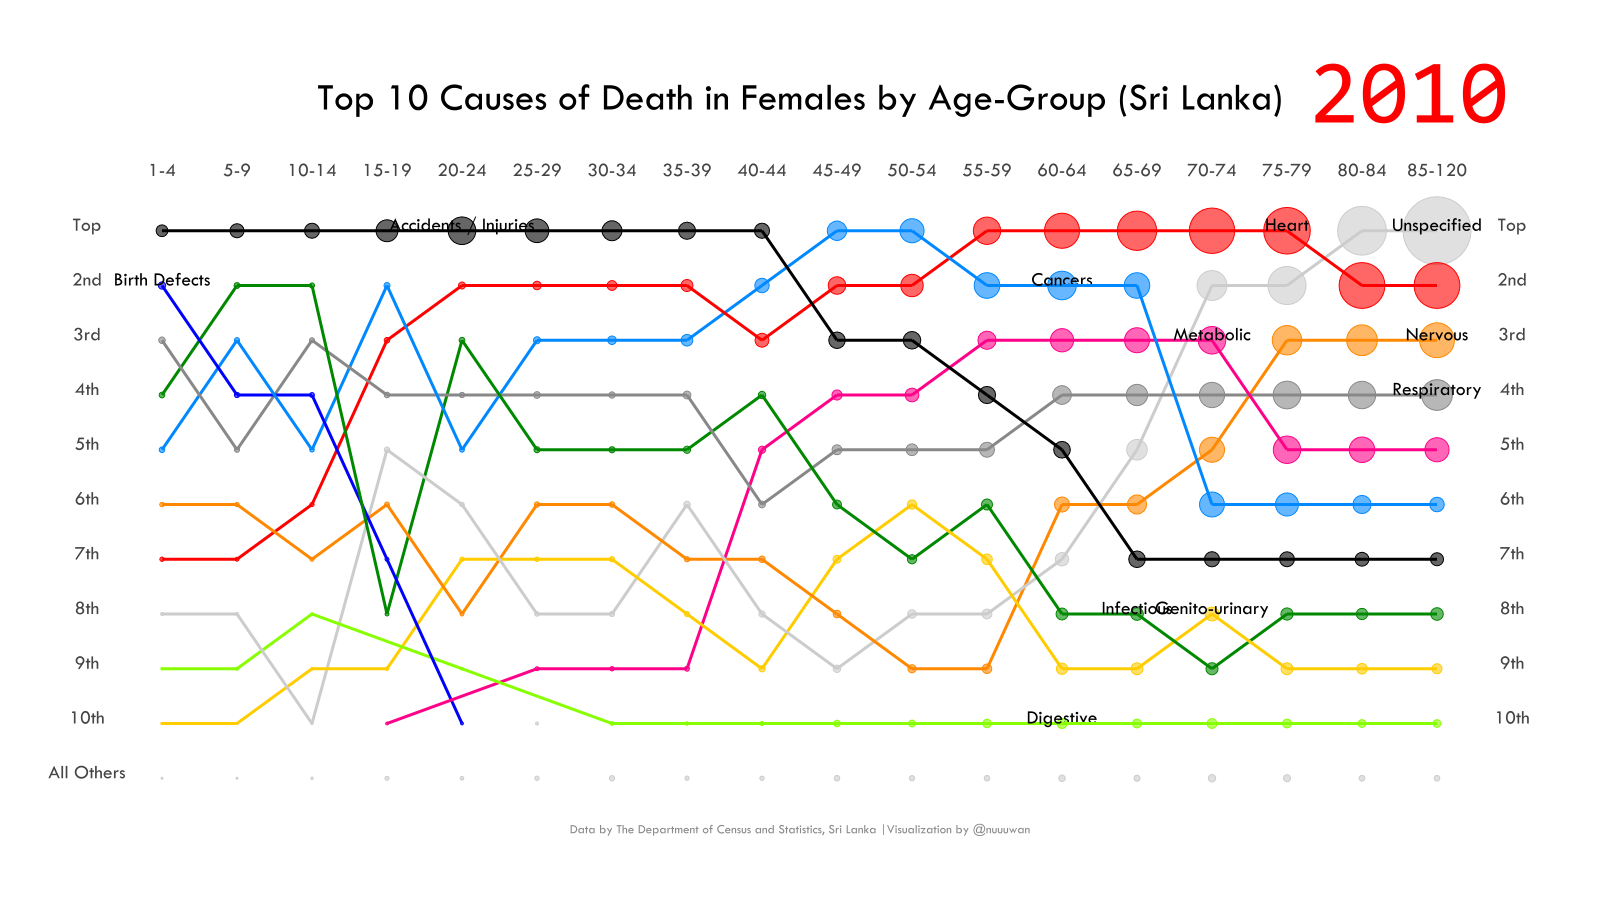 Top 10 Causes of Death in Females by Age-Group (Sri Lanka) 2010
1-4 5-9 10-14 15-19 20-24 25-29 30-34 35-39 40-44 45-49 50-54 55-59 60-64 65-69 70-74 75-79 80-84 85-120
Top Accidents / Injuries Heart Unspecified Top
2nd Birth Defects Cancers 2nd
3rd Metabolic Nervous 3rd
4th Respiratory 4th
5th 5th
6th 6th
7th 7th
8th Infectious Genito-urinary 8th
9th 9th
10th Digestive 10th
All Others
Data by The Department of Census and Statistics, Sri Lanka | Visualization by @nuuuwan